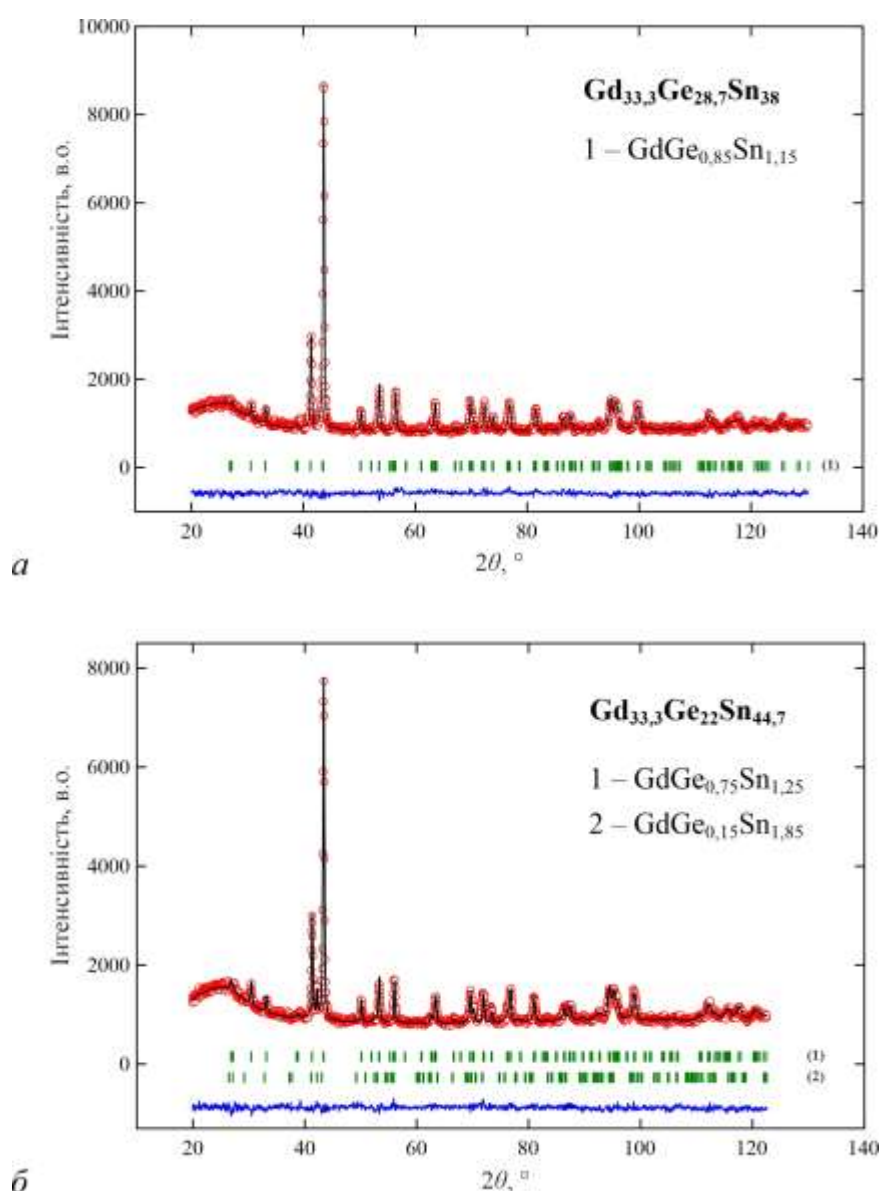 10000
8000
6000
4000
2000
0
Інтенсивність, в.о.
Gd33,3Ge28,7Sn38
1 – GdGe0,85Sn1,15
(1)
20 40 60 80 100 120 140
2θ, °
а
8000
6000
4000
2000
0
Інтенсивність, в.о.
Gd33,3Ge22Sn44,7
1 – GdGe0,75Sn1,25
2 – GdGe0,15Sn1,85
(1)
(2)
20 40 60 80 100 120 140
2θ, °
б